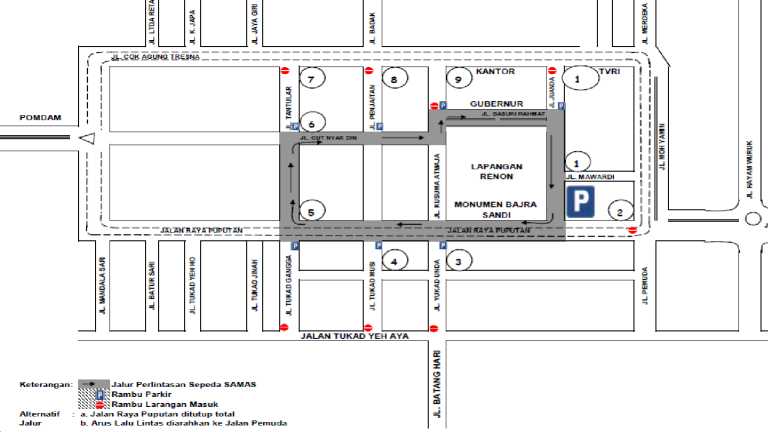 JL. LTDA RETA
JL. K. JAPA
JL. JAYA GIRI
JL. BADAK
JL. MERDEKA
JL. COK AGUNG TRESNA
7
8
9
KANTOR
GUBERNUR
1
TVRI
JL. TANTULAR
JL. PENJAITAN
JL. JUANDA
P
P
P
P
POMDAM
6
JL. CUT NYAK DIN
JL. BASUKI RAHMAT
JL. MOH YAMIN
JL. HAYAM WURUK
LAPANGAN
RENON
1
JL. MAWARDI
JL. KUSUMA ATMAJA
MONUMEN BAJRA
SANDI
P
2
5
JALAN RAYA PUPUTAN
JALAN RAYA PUPUTAN
P
P
P
4
3
JL. MANDALA SARI
JL. BATUR SARI
JL. TUKAD YEH HO
JL. TUKAD JINAH
JL. TUKAD GANGGA
JL. TUKAD MUSI
JL. TUKAD UNDA
JL. PEMUDA
JALAN TUKAD YEH AYA
JL. BATANG HARI
Keterangan: Jalur Perlintasan Sepeda SAMAS
P Rambu Parkir
Rambu Larangan Masuk
Alternatif : a. Jalan Raya Puputan ditutup total
Jalur b. Arus Lalu Lintas diarahkan ke Jalan Pemuda